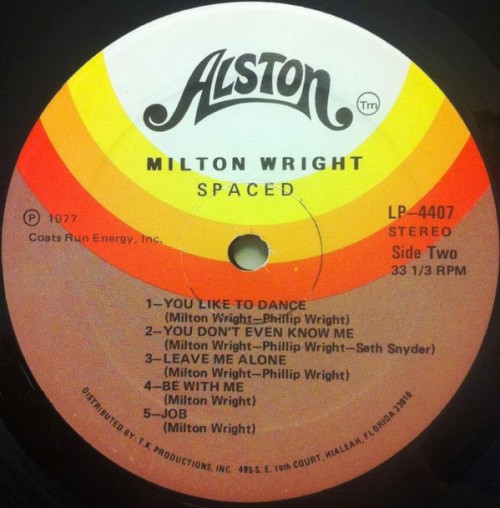 ALSTON
Tm
MILTON WRIGHT
SPACED
Ⓟ 1977
Coats Run Energy, Inc.
LP–4407
STEREO
Side Two
33 1/3 RPM
1–YOU LIKE TO DANCE
(Milton Wright–Phillip Wright)
2–YOU DON'T EVEN KNOW ME
(Milton Wright–Phillip Wright–Seth Snyder)
3–LEAVE ME ALONE
(Milton Wright–Phillip Wright)
4–BE WITH ME
(Milton Wright)
5–JOB
(Milton Wright)
DISTRIBUTED BY: T.K. PRODUCTIONS, INC. 495 S. E. 10th COURT, HIALEAH, FLORIDA 33010